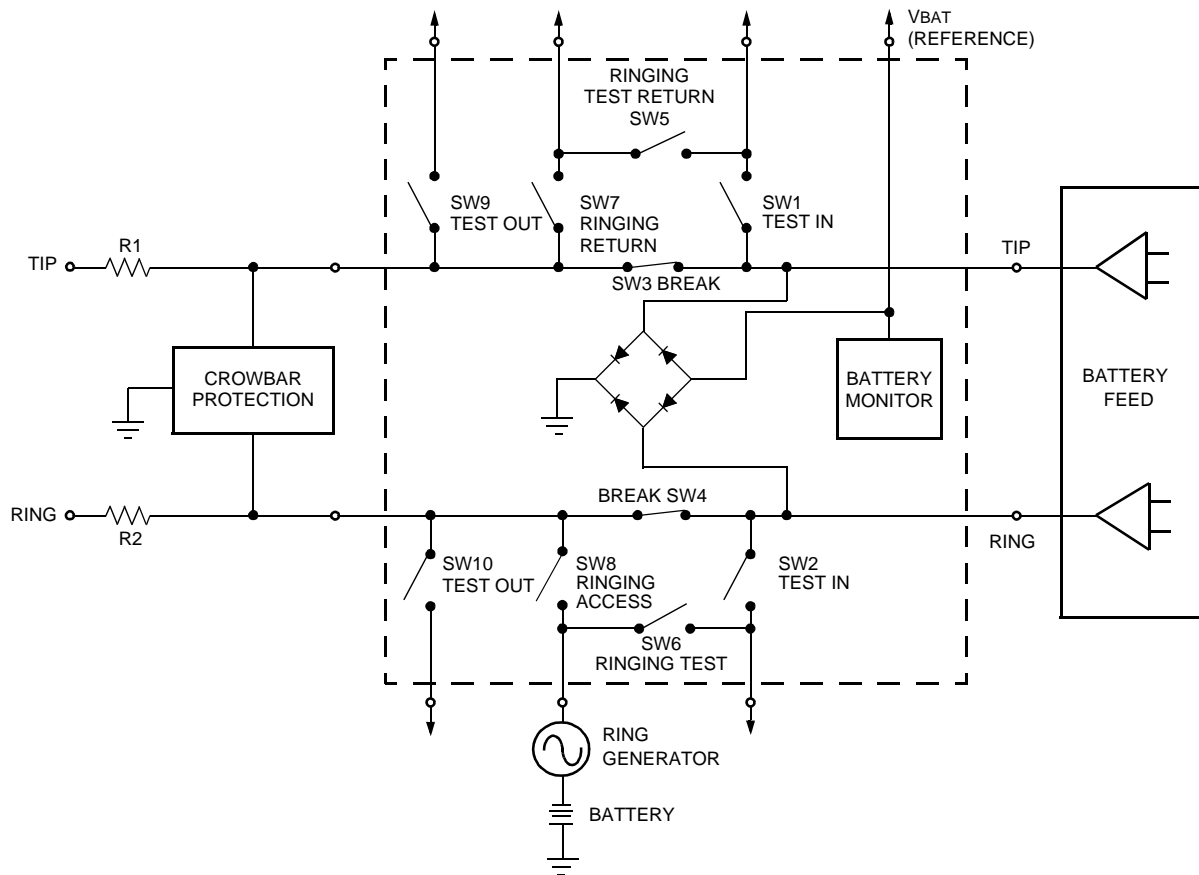 VBAT
(REFERENCE)
RINGING
TEST RETURN
SW5
SW9
TEST OUT
SW7
RINGING
RETURN
SW1
TEST IN
R1
TIP
TIP
SW3 BREAK
CROWBAR
PROTECTION
BATTERY
MONITOR
BATTERY
FEED
BREAK SW4
RING
R2
RING
SW10
TEST OUT
SW8
RINGING
ACCESS
SW2
TEST IN
SW6
RINGING TEST
RING
GENERATOR
BATTERY